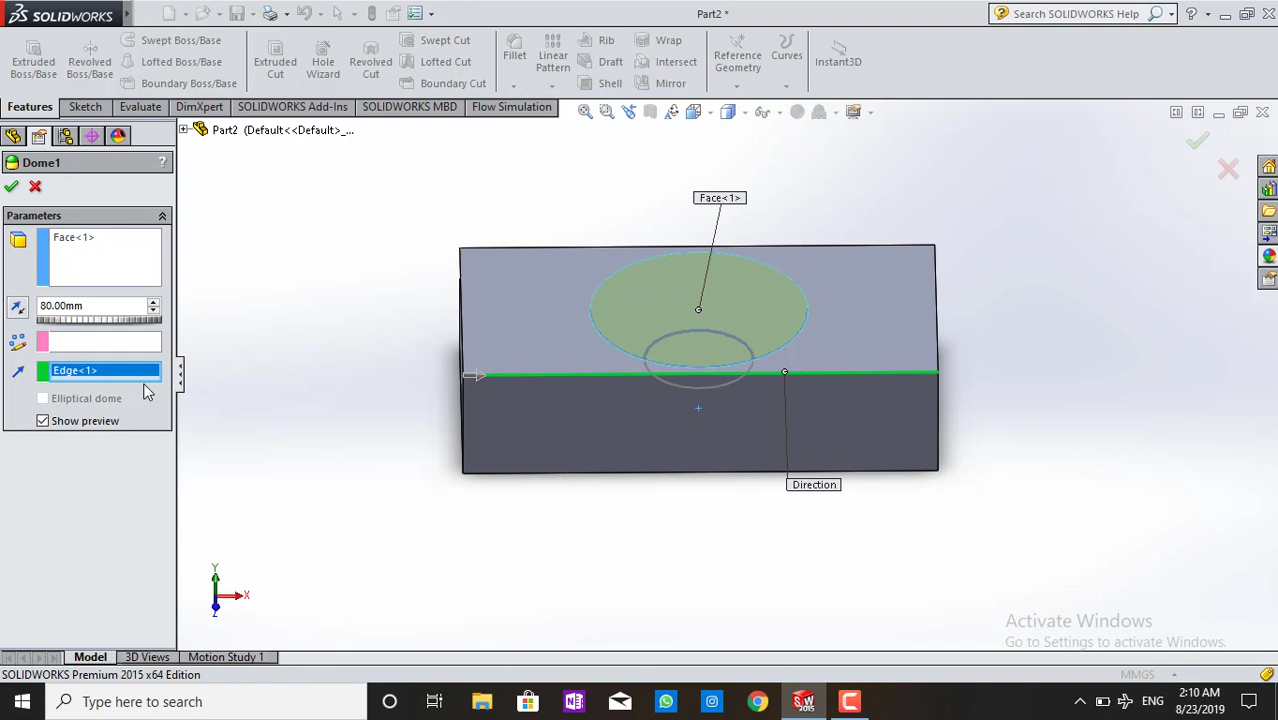 SOLIDWORKS
Part2 *
Search SOLIDWORKS Help
Extruded Boss/Base
Revolved Boss/Base
Swept Boss/Base
Lofted Boss/Base
Boundary Boss/Base
Extruded Cut
Hole Wizard
Revolved Cut
Swept Cut
Lofted Cut
Boundary Cut
Fillet
Linear Pattern
Rib
Draft
Shell
Wrap
Intersect
Mirror
Reference Geometry
Curves
Instant3D
Features
Sketch
Evaluate
DimXpert
SOLIDWORKS Add-Ins
SOLIDWORKS MBD
Flow Simulation
Part2 (Default<<Default>_...
Dome1
?
Parameters
Face<1>
80.00mm
Edge<1>
Elliptical dome
Show preview
Face<1>
Direction
Y
X
Z
Activate Windows
Go to Settings to activate Windows.
Model
3D Views
Motion Study 1
SOLIDWORKS Premium 2015 x64 Edition
MMGS
Type here to search
SW
2015
ENG
2:10 AM
8/23/2019